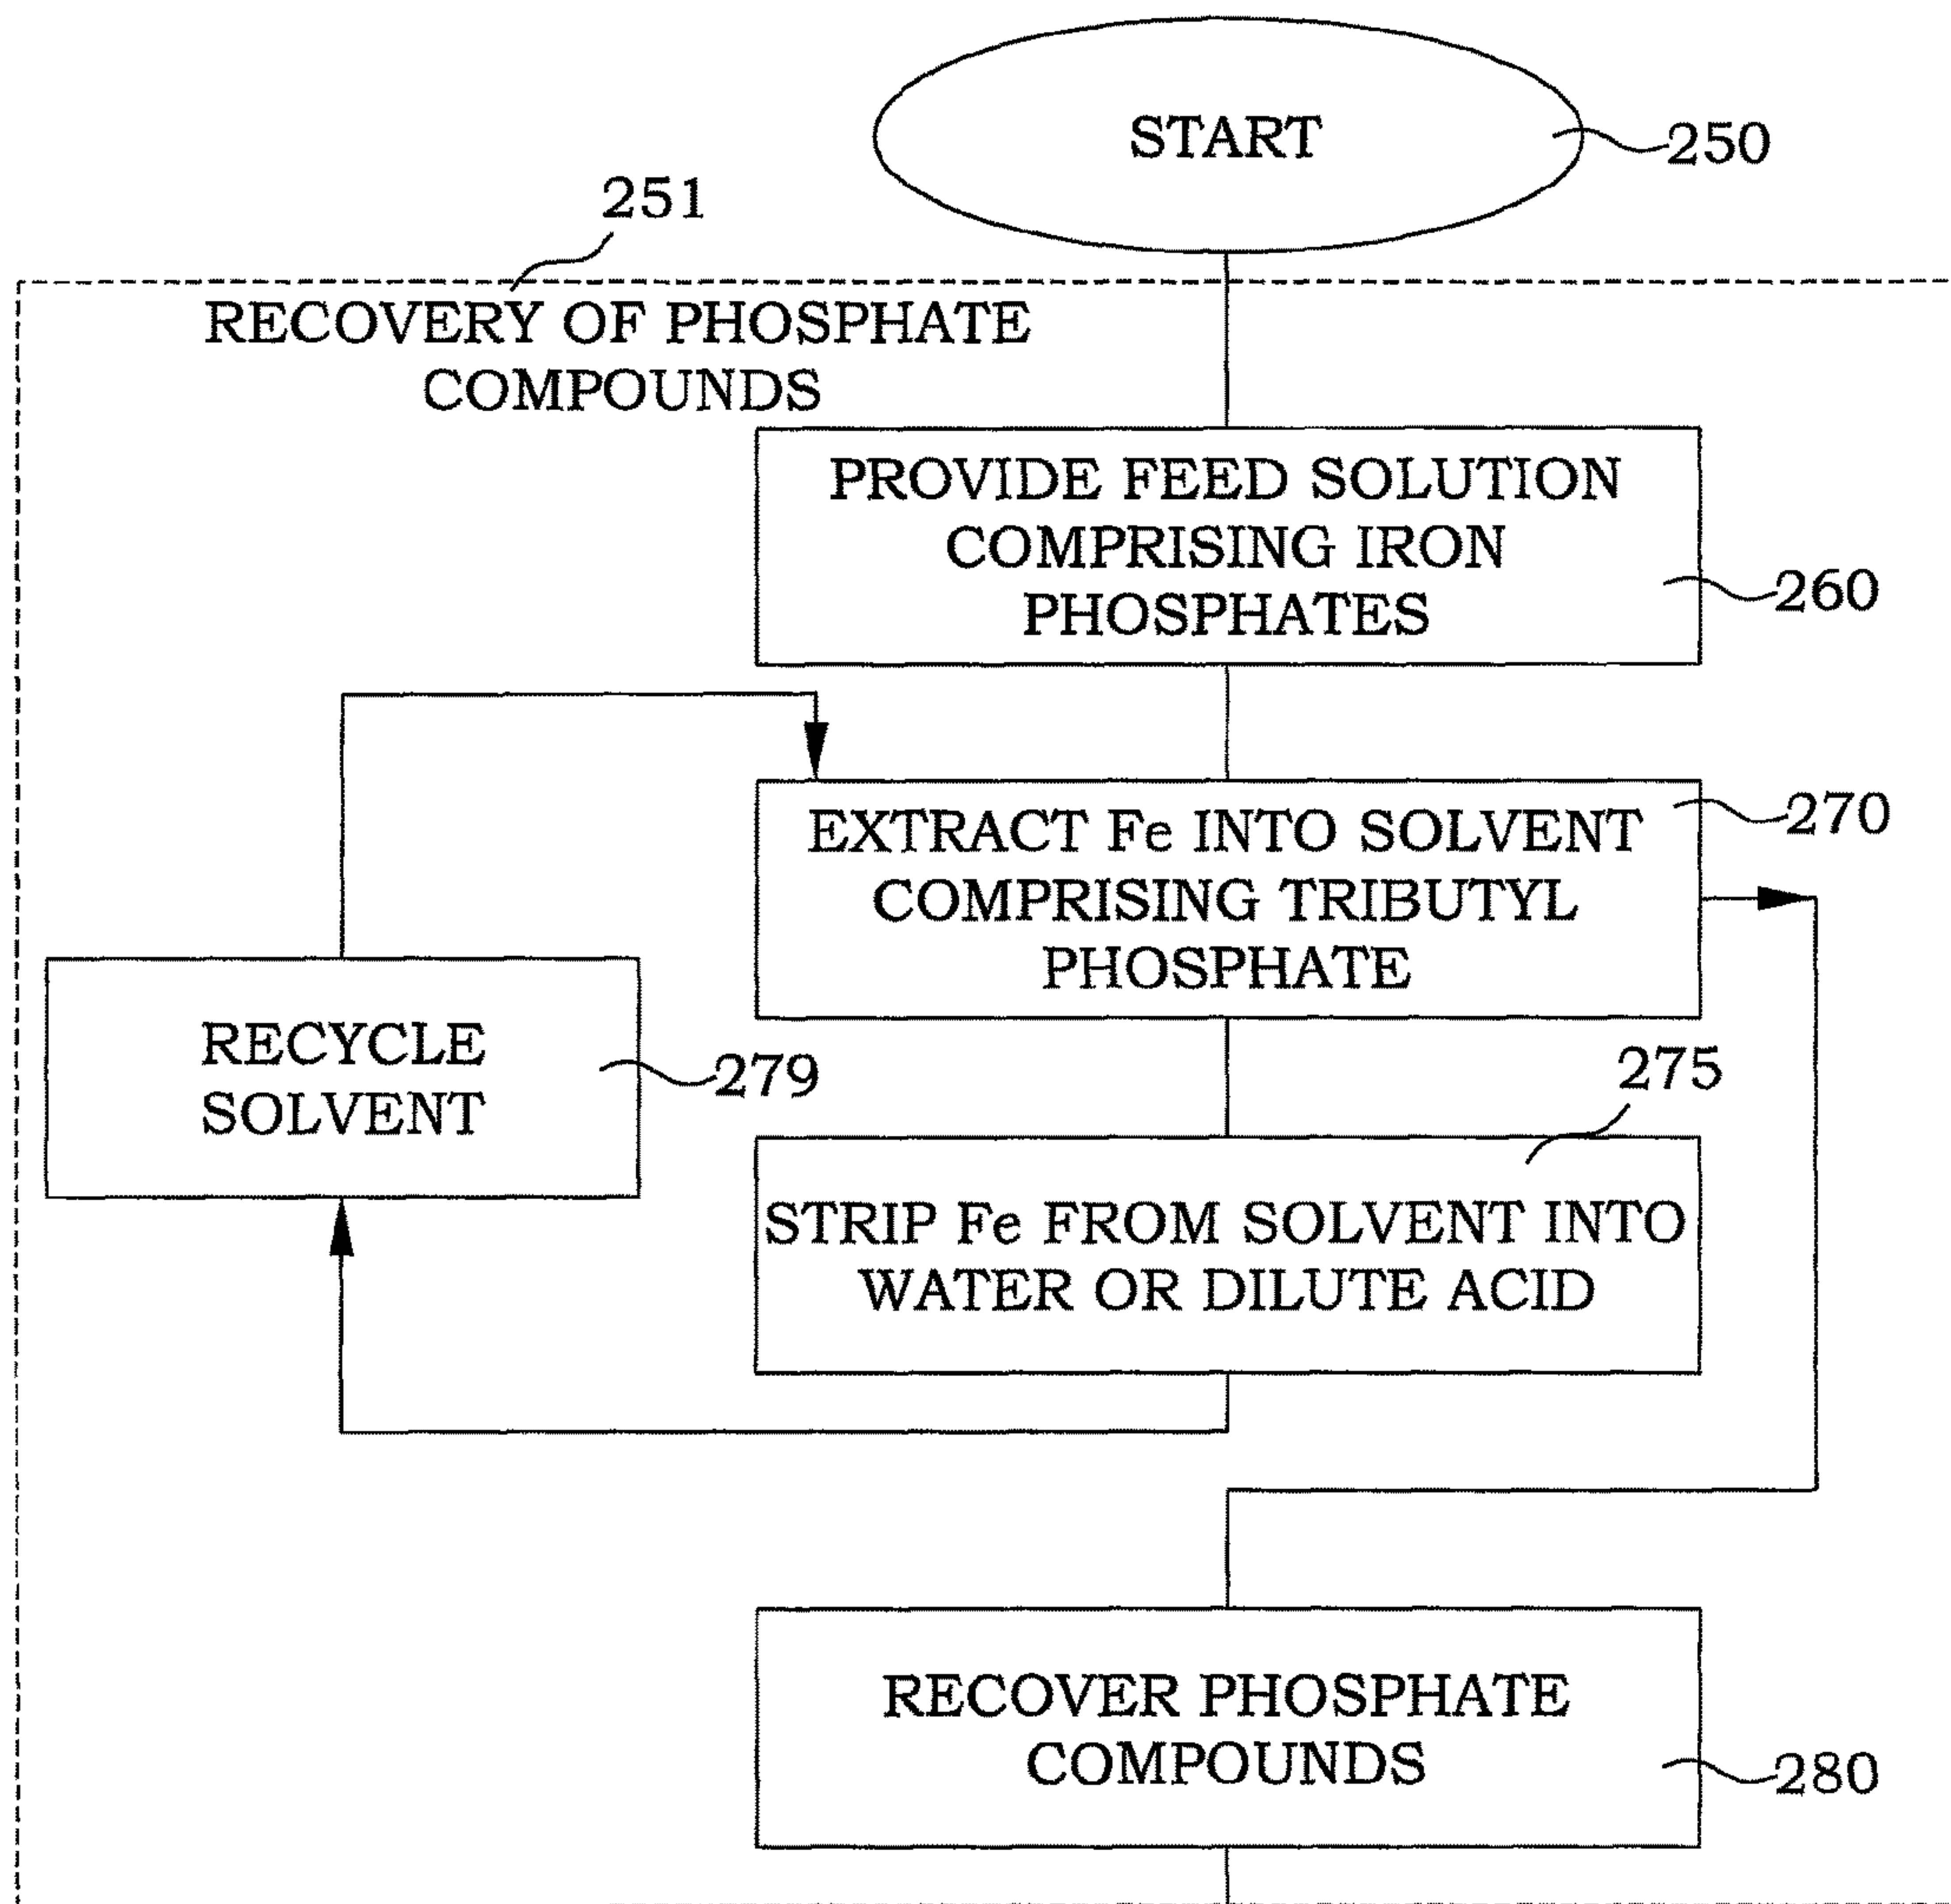 START
250
251
RECOVERY OF PHOSPHATE
COMPOUNDS
PROVIDE FEED SOLUTION
COMPRISING IRON
PHOSPHATES
260
EXTRACT Fe INTO SOLVENT
COMPRISING TRIBUTYL
PHOSPHATE
270
RECYCLE
SOLVENT
279
275
STRIP Fe FROM SOLVENT INTO
WATER OR DILUTE ACID
RECOVER PHOSPHATE
COMPOUNDS
280